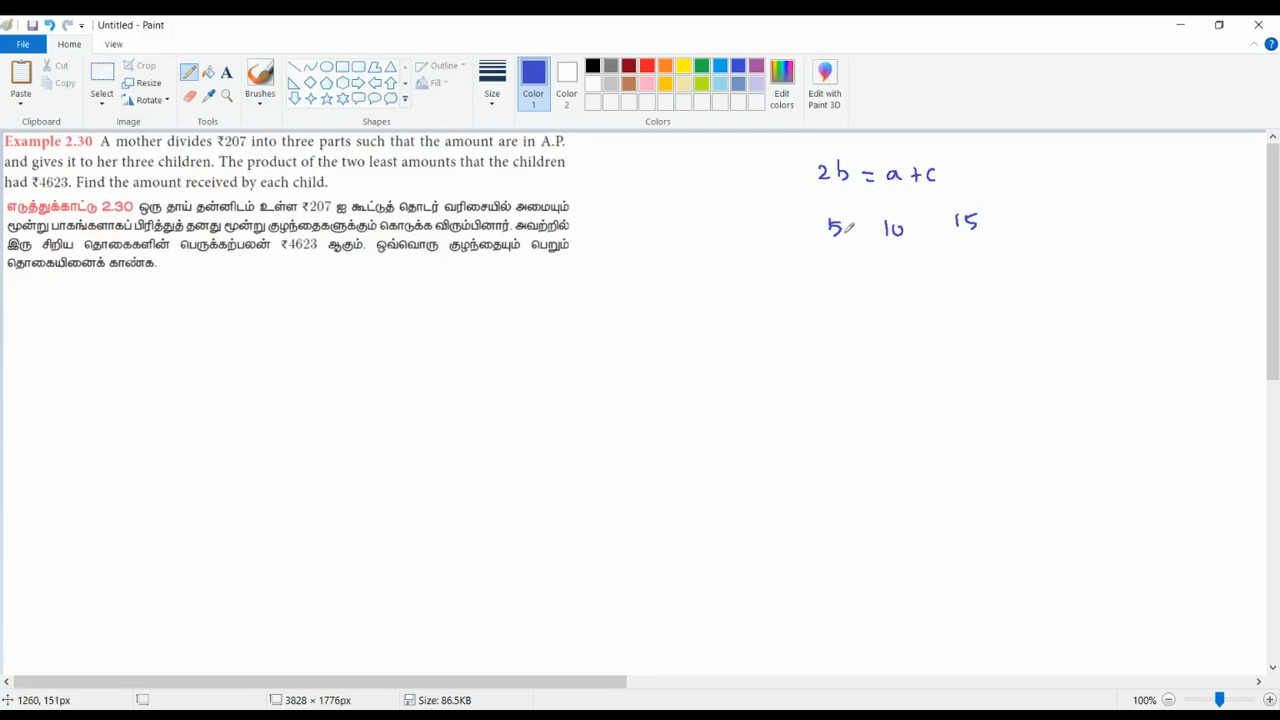 Untitled - Paint
File Home View
Cut
Copy
Paste
Clipboard
Select
Crop
Resize
Rotate
Image
Tools
Brushes
Outline
Fill
Shapes
Size
Color 1
Color 2
Colors
Edit colors
Edit with Paint 3D
Example 2.30 A mother divides ₹207 into three parts such that the amount are in A.P.
and gives it to her three children. The product of the two least amounts that the children
had ₹4623. Find the amount received by each child.
எடுத்துக்காட்டு 2.30 ஒரு தாய் தன்னிடம் உள்ள ₹207 ஐ கூட்டுத் தொடர் வரிசையில் அமையும்
மூன்று பாகங்களாகப் பிரித்துத் தனது மூன்று குழந்தைகளுக்கும் கொடுக்க விரும்பினார். அவற்றில்
இரு சிறிய தொகைகளின் பெருக்கற்பலன் ₹4623 ஆகும். ஒவ்வொரு குழந்தையும் பெறும்
தொகையினைக் காண்க.
2b = a + c
5 10 15
1260, 151px
3828 × 1776px
Size: 86.5KB
100%